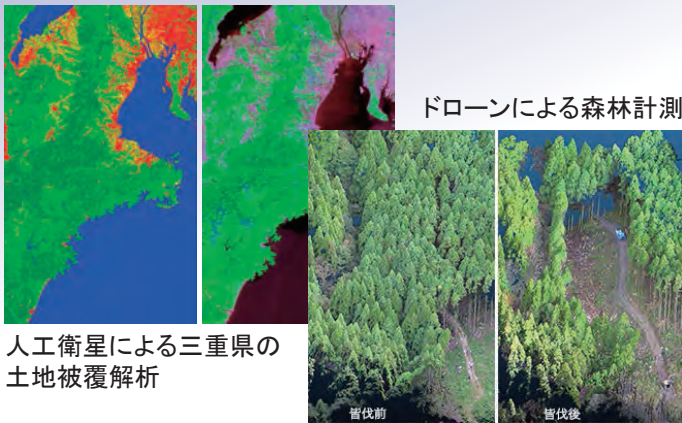 ドローンによる森林計測
人工衛星による三重県の
土地被覆解析
皆伐前
皆伐後